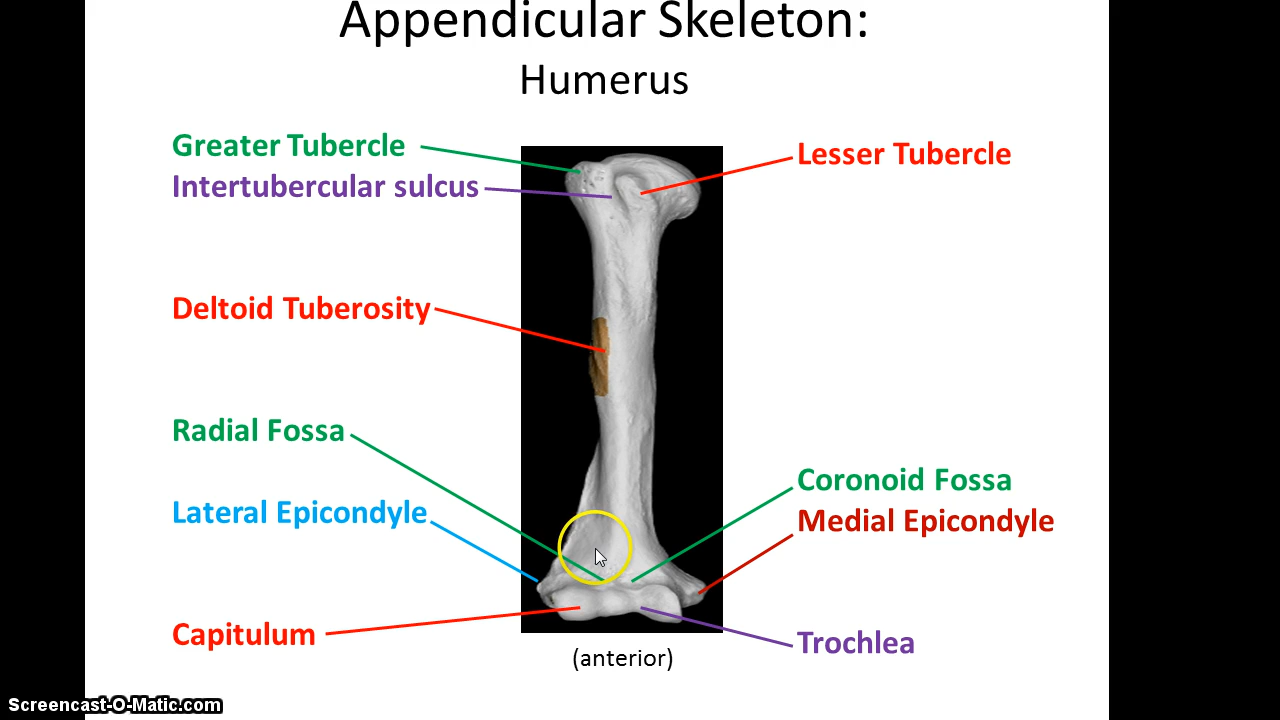 Appendicular Skeleton:
Humerus
Greater Tubercle
Intertubercular sulcus
Lesser Tubercle
Deltoid Tuberosity
Radial Fossa
Lateral Epicondyle
Coronoid Fossa
Medial Epicondyle
Capitulum
Trochlea
(anterior)
Screencast-O-Matic.com